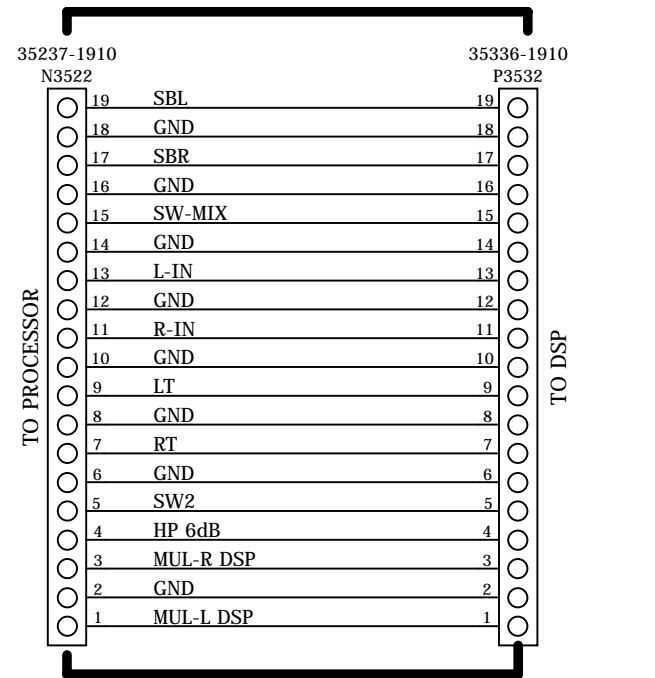 35237-1910 35336-1910
N3522 P3532
19 SBL 19
18 GND 18
17 SBR 17
16 GND 16
15 SW-MIX 15
14 GND 14
13 L-IN 13
12 GND 12
11 R-IN 11
10 GND 10
9 LT 9
8 GND 8
7 RT 7
6 GND 6
5 SW2 5
4 HP 6dB 4
3 MUL-R DSP 3
2 GND 2
1 MUL-L DSP 1
TO PROCESSOR
TO DSP